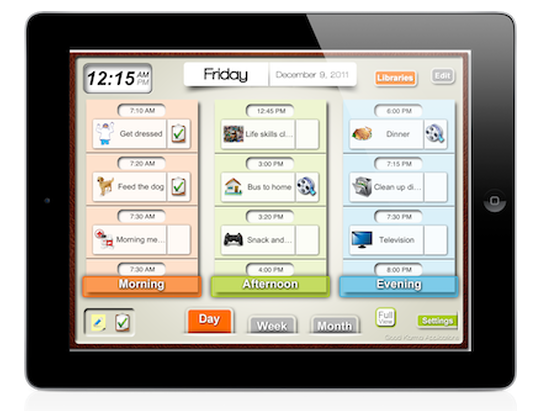 12:15 AM PM
Friday December 9, 2011
Libraries
Edit
7:10 AM
Get dressed
7:20 AM
Feed the dog
7:30 AM
Morning me...
7:30 AM
Morning
12:45 PM
Life skills cl...
3:00 PM
Bus to home
3:20 PM
Snack and...
4:00 PM
Afternoon
6:00 PM
Dinner
7:15 PM
Clean up di...
7:30 PM
Television
8:00 PM
Evening
Day
Week
Month
Full View
Settings
Good Karma Applications